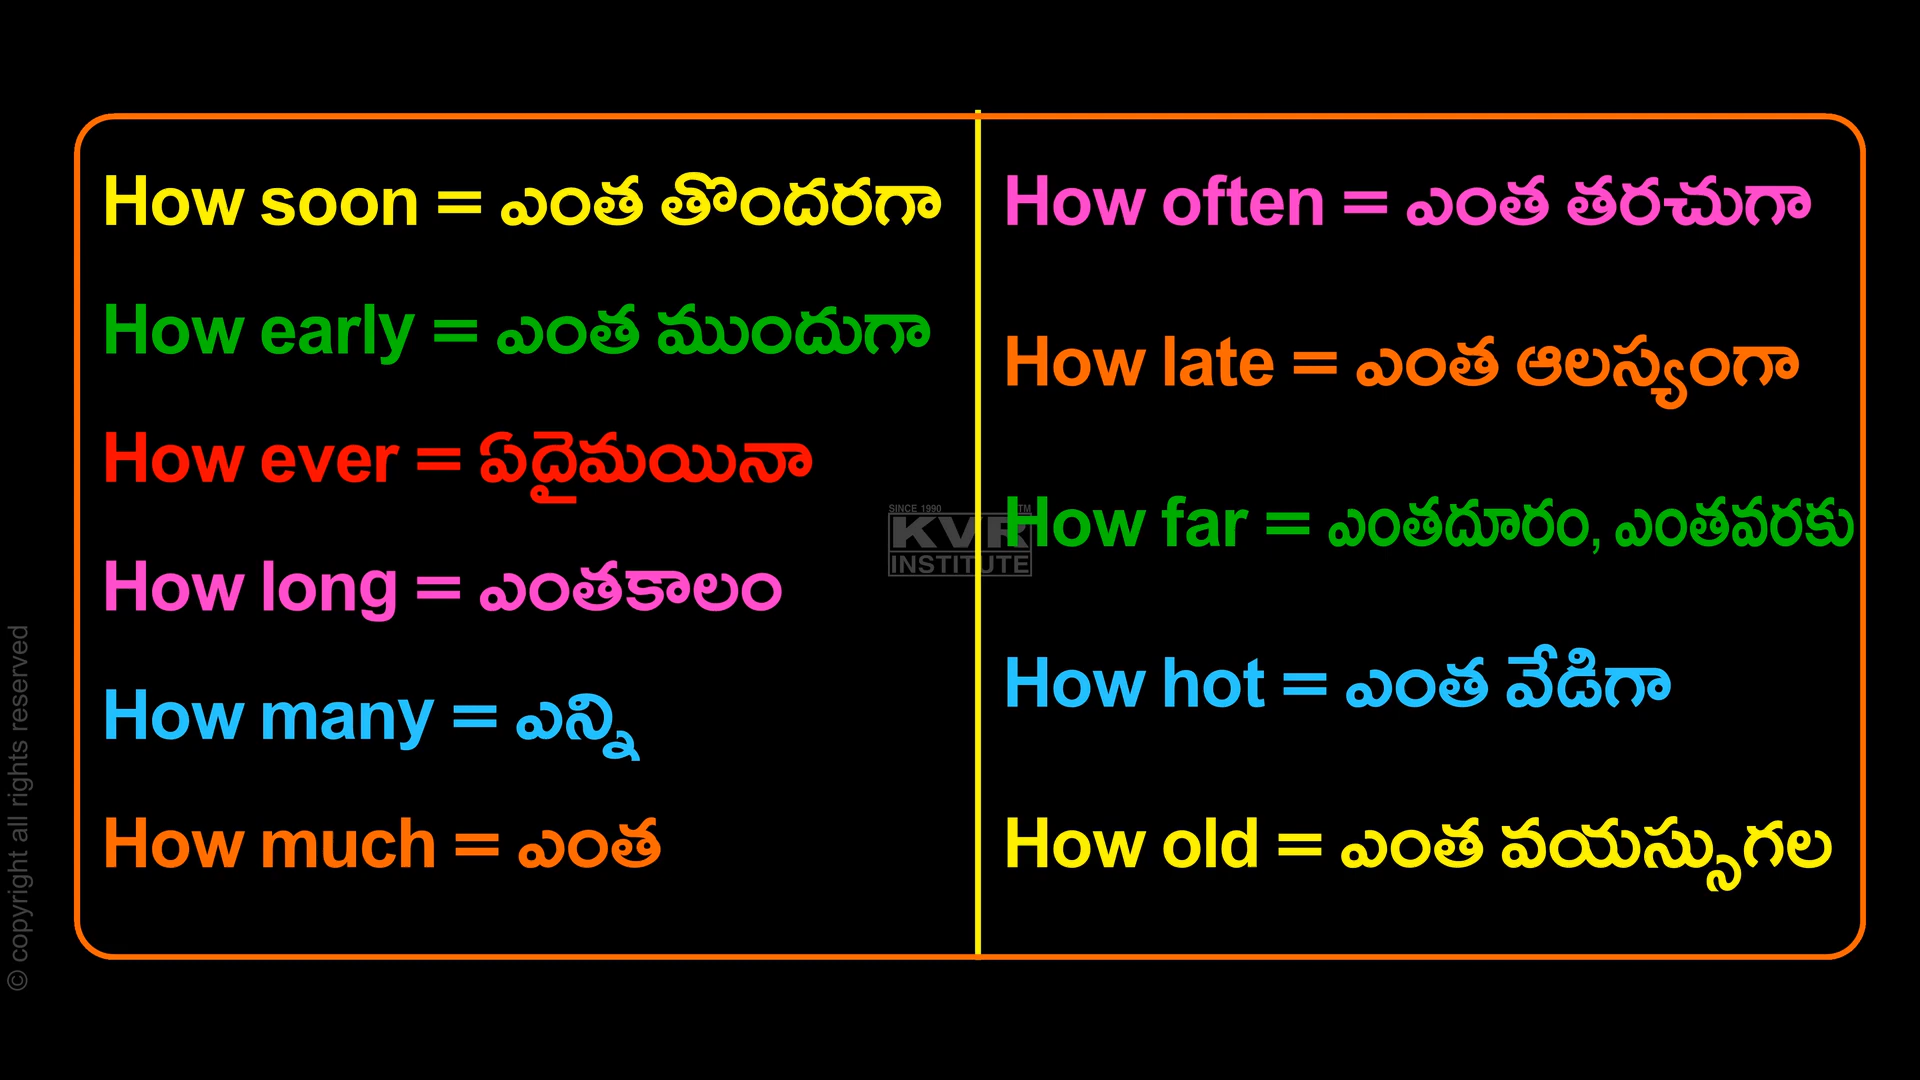 How soon = ఎంత తొందరగా
How early = ఎంత ముందుగా
How ever = ఏదైమయినా
How long = ఎంతకాలం
How many = ఎన్ని
How much = ఎంత
How often = ఎంత తరచుగా
How late = ఎంత ఆలస్యంగా
How far = ఎంతదూరం, ఎంతవరకు
How hot = ఎంత వేడిగా
How old = ఎంత వయస్సుగల
SINCE 1990 TM
KVR
INSTITUTE
© copyright all rights reserved